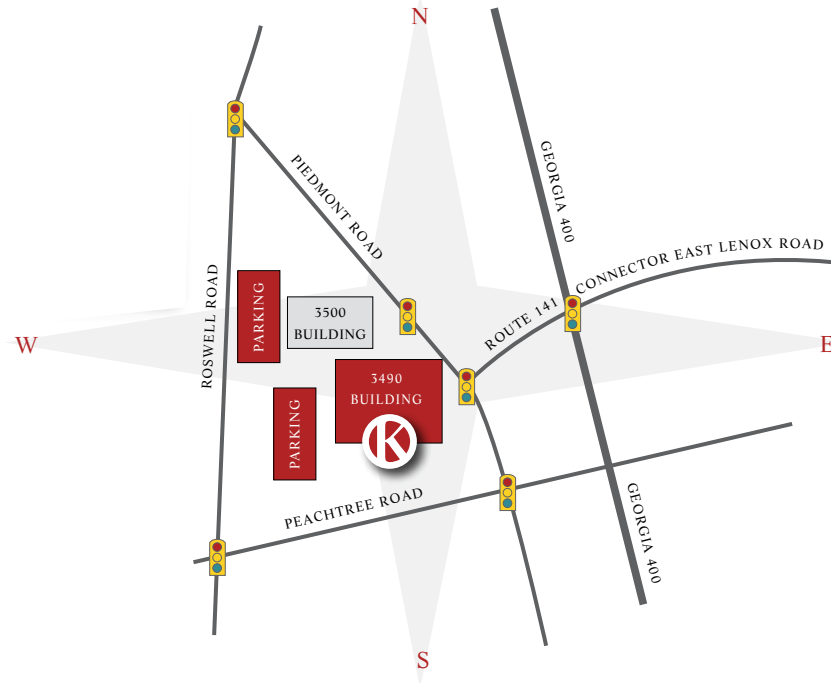 N
GEORGIA 400
PIEDMONT ROAD
CONNECTOR EAST LENOX ROAD
ROUTE 141
ROSWELL ROAD
PARKING
3500
BUILDING
W
E
3490
BUILDING
PARKING
K
PEACHTREE ROAD
GEORGIA 400
S